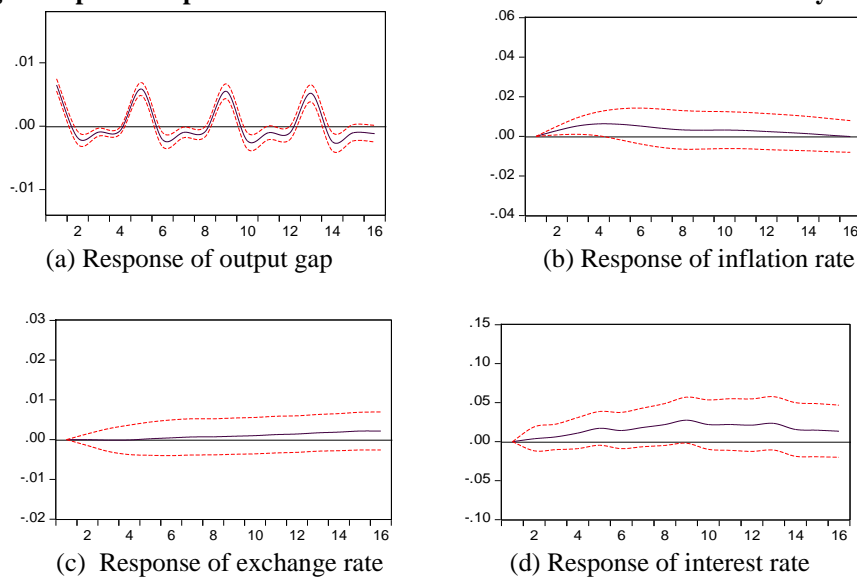 .01
.00
-.01
2 4 6 8 10 12 14 16
(a) Response of output gap
.06
.04
.02
.00
-.02
-.04
2 4 6 8 10 12 14 16
(b) Response of inflation rate
.03
.02
.01
.00
-.01
-.02
2 4 6 8 10 12 14 16
(c) Response of exchange rate
.15
.10
.05
.00
-.05
-.10
2 4 6 8 10 12 14 16
(d) Response of interest rate